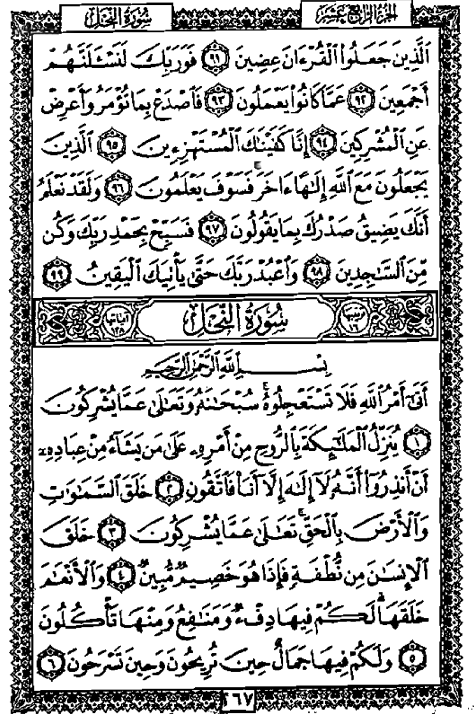 سُورَةُ النَّحْلِ
الجزء الرابع عشر
الَّذِينَ جَعَلُوا الْقُرْءَانَ عِضِينَ ٩١ فَوَرَبِّكَ لَنَسْـَٔلَنَّهُمْ
أَجْمَعِينَ ٩٢ عَمَّا كَانُوا يَعْمَلُونَ ٩٣ فَاصْدَعْ بِمَا تُؤْمَرُ وَأَعْرِضْ
عَنِ الْمُشْرِكِينَ ٩٤ إِنَّا كَفَيْنَٰكَ الْمُسْتَهْزِءِينَ ٩٥ الَّذِينَ
يَجْعَلُونَ مَعَ اللَّهِ إِلَٰهًا ءَاخَرَ فَسَوْفَ يَعْلَمُونَ ٩٦ وَلَقَدْ نَعْلَمُ
أَنَّكَ يَضِيقُ صَدْرُكَ بِمَا يَقُولُونَ ٩٧ فَسَبِّحْ بِحَمْدِ رَبِّكَ وَكُن
مِّنَ السَّٰجِدِينَ ٩٨ وَاعْبُدْ رَبَّكَ حَتَّىٰ يَأْتِيَكَ الْيَقِينُ ٩٩
سُورَةُ النَّحْلِ
بِسْمِ اللَّهِ الرَّحْمَٰنِ الرَّحِيمِ
أَتَىٰٓ أَمْرُ اللَّهِ فَلَا تَسْتَعْجِلُوهُ سُبْحَٰنَهُ وَتَعَٰلَىٰ عَمَّا يُشْرِكُونَ
١ يُنَزِّلُ الْمَلَٰٓئِكَةَ بِالرُّوحِ مِنْ أَمْرِهِ عَلَىٰ مَن يَشَآءُ مِنْ عِبَادِهِ
أَنْ أَنذِرُوٓا أَنَّهُ لَآ إِلَٰهَ إِلَّآ أَنَا فَاتَّقُونِ ٢ خَلَقَ السَّمَٰوَٰتِ
وَالْأَرْضَ بِالْحَقِّ تَعَٰلَىٰ عَمَّا يُشْرِكُونَ ٣ خَلَقَ
الْإِنسَٰنَ مِن نُّطْفَةٍ فَإِذَا هُوَ خَصِيمٌ مُّبِينٌ ٤ وَالْأَنْعَٰمَ
خَلَقَهَا لَكُمْ فِيهَا دِفْءٌ وَمَنَٰفِعُ وَمِنْهَا تَأْكُلُونَ
٥ وَلَكُمْ فِيهَا جَمَالٌ حِينَ تُرِيحُونَ وَحِينَ تَسْرَحُونَ ٦
٢٦٧